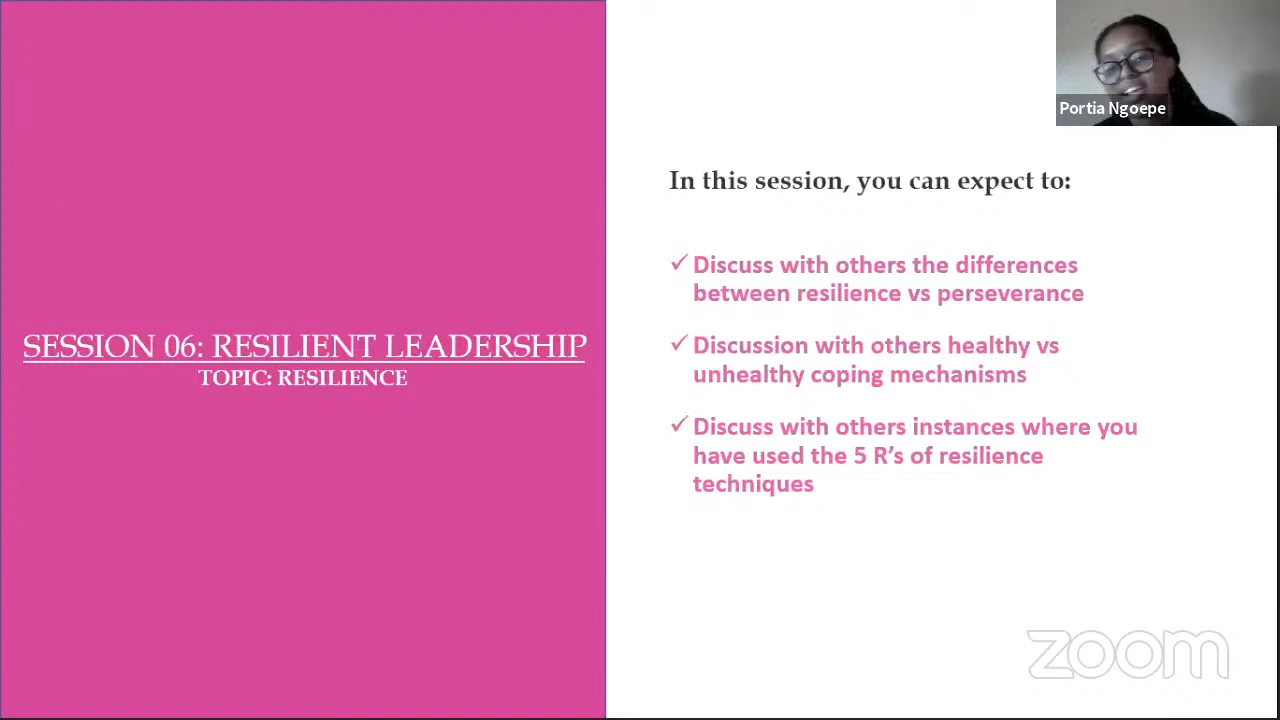 Portia Ngoepe
SESSION 06: RESILIENT LEADERSHIP
TOPIC: RESILIENCE
In this session, you can expect to:
✓ Discuss with others the differences
between resilience vs perseverance
✓ Discussion with others healthy vs
unhealthy coping mechanisms
✓ Discuss with others instances where you
have used the 5 R’s of resilience
techniques
zoom